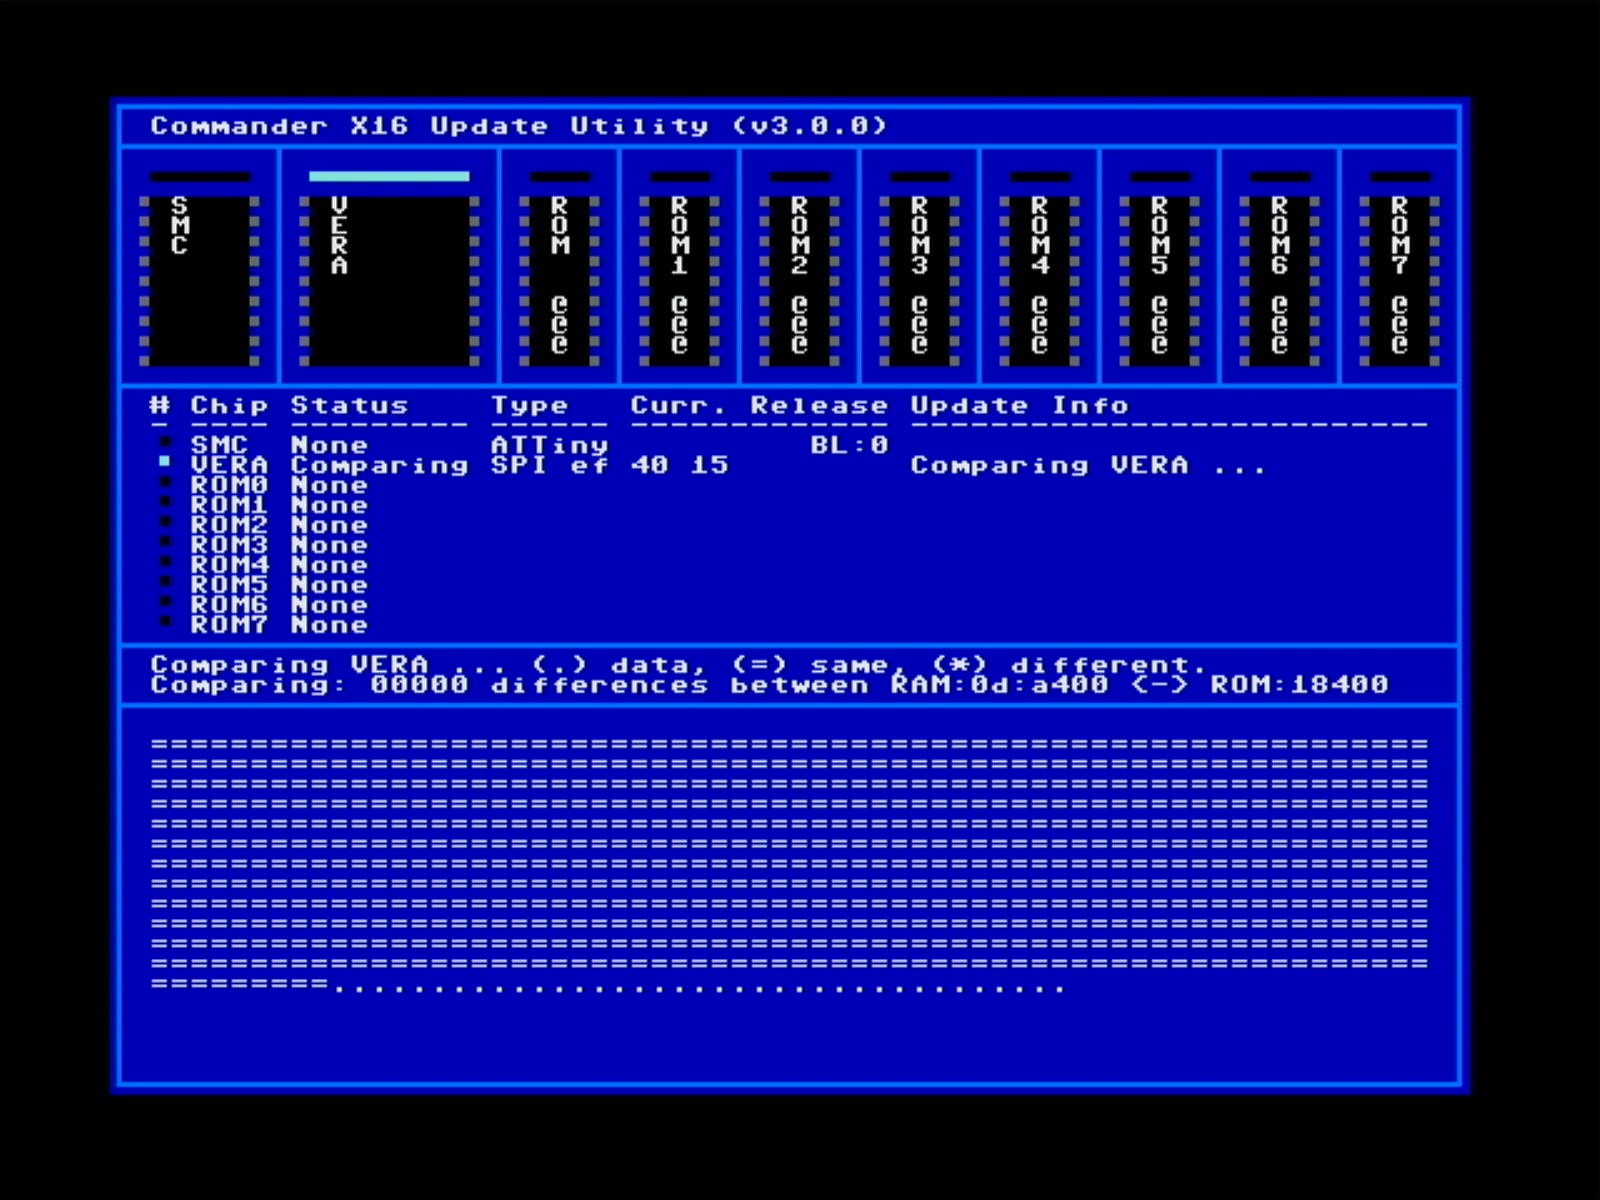 Commander X16 Update Utility (v3.0.0)
SMC VERA ROM ROM1 ROM2 ROM3 ROM4 ROM5 ROM6 ROM7
@@@ @@@ @@@ @@@ @@@ @@@ @@@ @@@
# Chip Status Type Curr. Release Update Info
- ---- --------- ------ ------------- --------------------------
SMC None ATTiny BL:0
VERA Comparing SPI ef 40 15 Comparing VERA ...
ROM0 None
ROM1 None
ROM2 None
ROM3 None
ROM4 None
ROM5 None
ROM6 None
ROM7 None
Comparing VERA ... (.) data, (=) same, (*) different.
Comparing: 00000 differences between RAM:0d:a400 <-> ROM:18400
================================================================
================================================================
================================================================
================================================================
================================================================
================================================================
================================================================
================================================================
================================================================
================================================================
================================================================
================================================================
=========.....................................